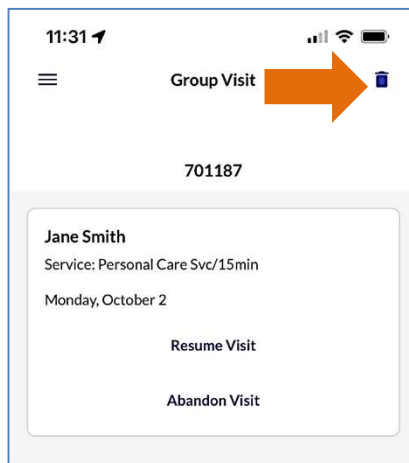 11:31
Group Visit
701187
Jane Smith
Service: Personal Care Svc/15min
Monday, October 2
Resume Visit
Abandon Visit